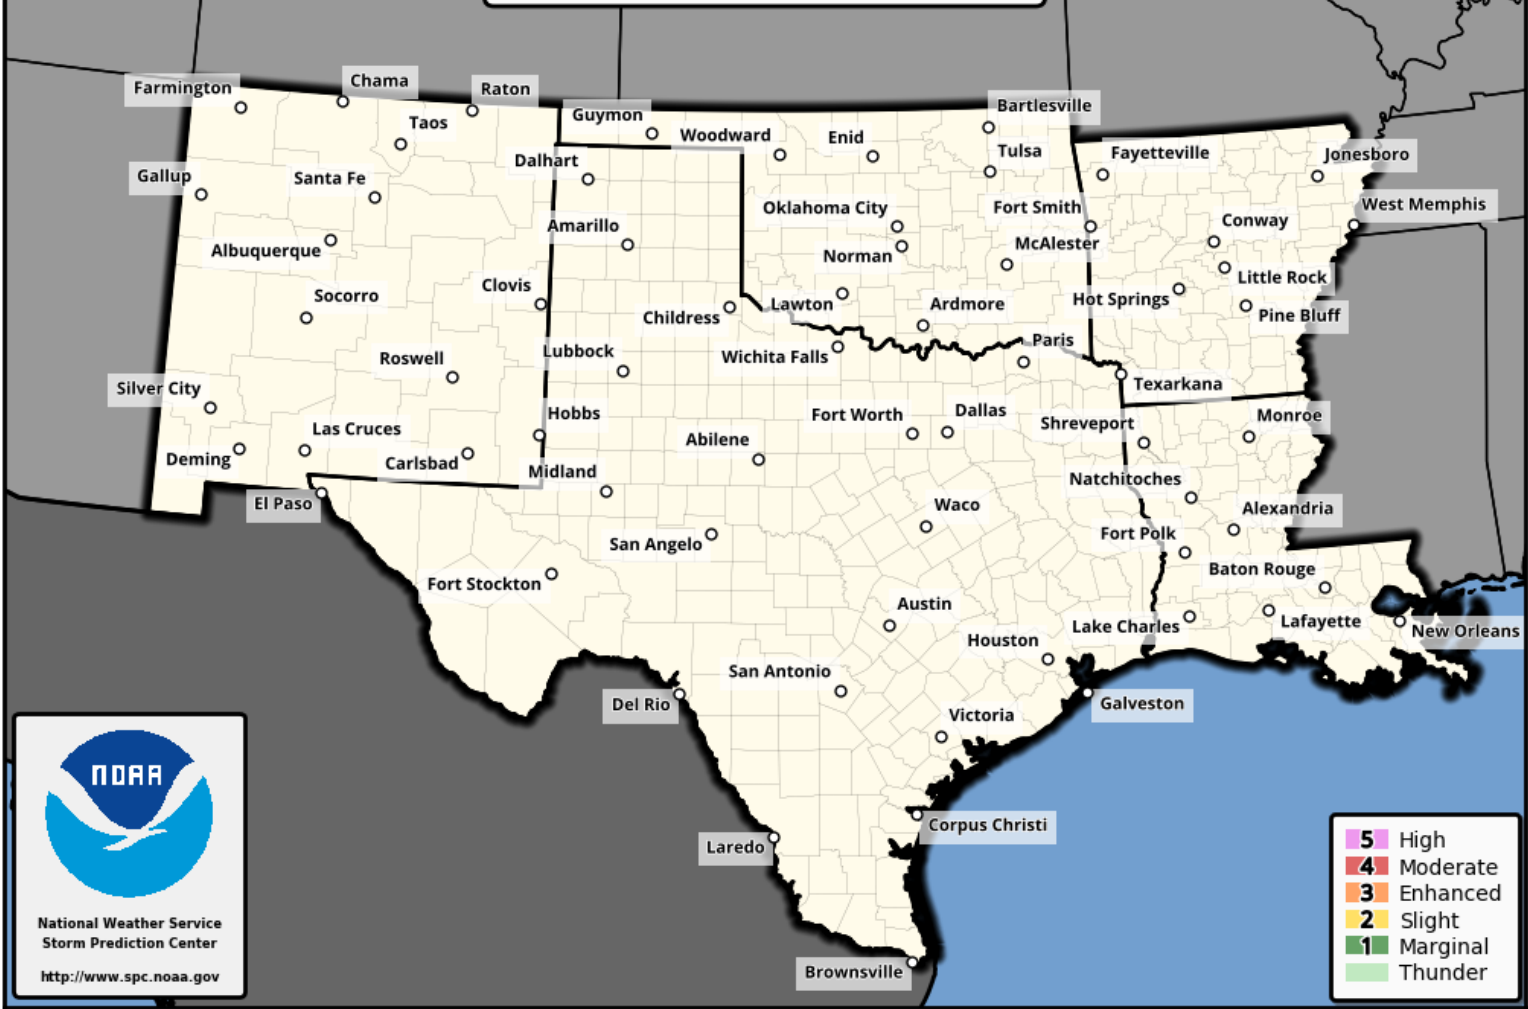 Farmington
Chama
Raton
Taos
Guymon
Woodward
Enid
Bartlesville
Tulsa
Fayetteville
Jonesboro
Gallup
Santa Fe
Dalhart
Oklahoma City
Fort Smith
Conway
West Memphis
Albuquerque
Amarillo
Norman
McAlester
Little Rock
Socorro
Clovis
Childress
Lawton
Ardmore
Hot Springs
Pine Bluff
Roswell
Lubbock
Wichita Falls
Paris
Silver City
Hobbs
Texarkana
Las Cruces
Abilene
Fort Worth
Dallas
Shreveport
Monroe
Deming
Carlsbad
Midland
Natchitoches
El Paso
San Angelo
Waco
Fort Polk
Alexandria
Fort Stockton
Baton Rouge
Austin
Houston
Lake Charles
Lafayette
New Orleans
San Antonio
Del Rio
Victoria
Galveston
Laredo
Corpus Christi
Brownsville
NOAA
National Weather Service
Storm Prediction Center
http://www.spc.noaa.gov
5 High
4 Moderate
3 Enhanced
2 Slight
1 Marginal
Thunder